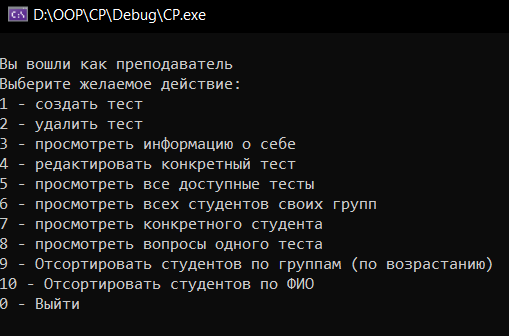 D:\OOP\CP\Debug\CP.exe
Вы вошли как преподаватель
Выберите желаемое действие:
1 - создать тест
2 - удалить тест
3 - просмотреть информацию о себе
4 - редактировать конкретный тест
5 - просмотреть все доступные тесты
6 - просмотреть всех студентов своих групп
7 - просмотреть конкретного студента
8 - просмотреть вопросы одного теста
9 - Отсортировать студентов по группам (по возрастанию)
10 - Отсортировать студентов по ФИО
0 - Выйти